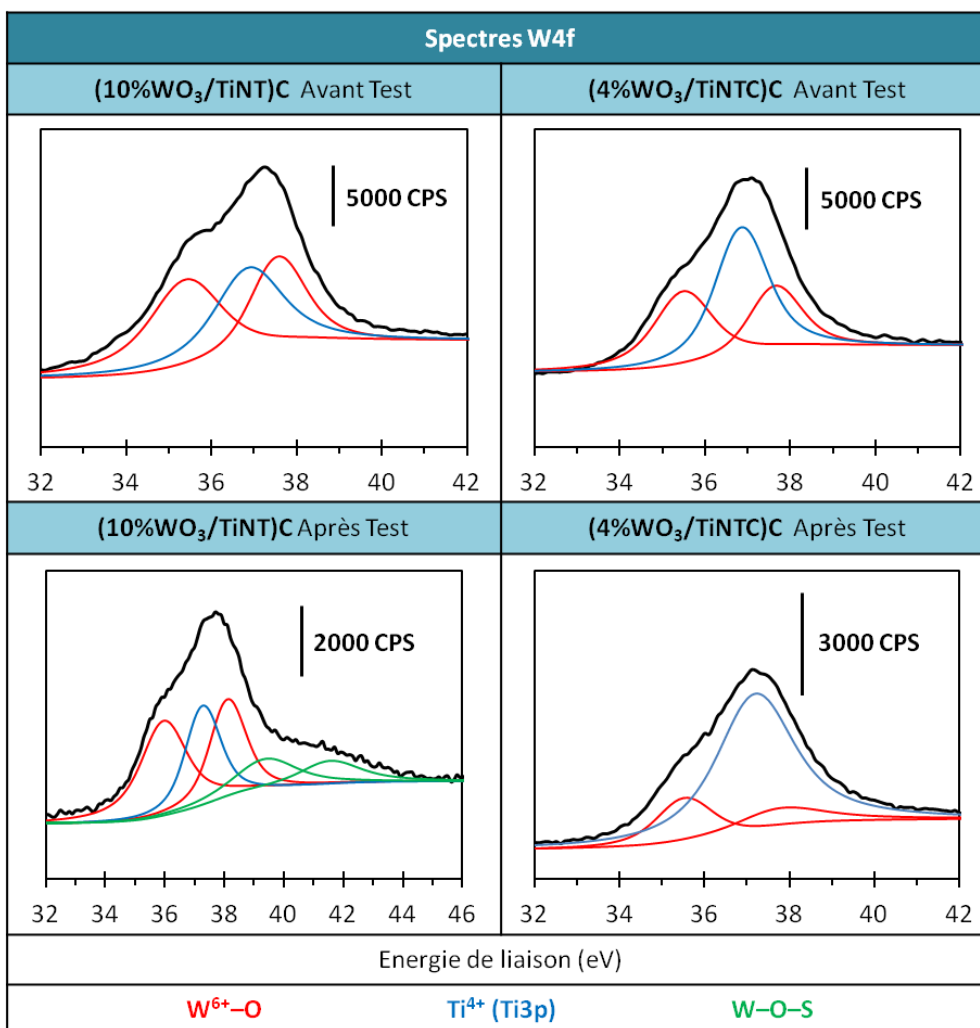 Spectres W4f
(10%WO₃/TiNT)C Avant Test
(4%WO₃/TiNTC)C Avant Test
5000 CPS
32 34 36 38 40 42
5000 CPS
32 34 36 38 40 42
(10%WO₃/TiNT)C Après Test
(4%WO₃/TiNTC)C Après Test
2000 CPS
32 34 36 38 40 42 44 46
3000 CPS
32 34 36 38 40 42
Energie de liaison (eV)
W⁶⁺–O Ti⁴⁺ (Ti3p) W–O–S